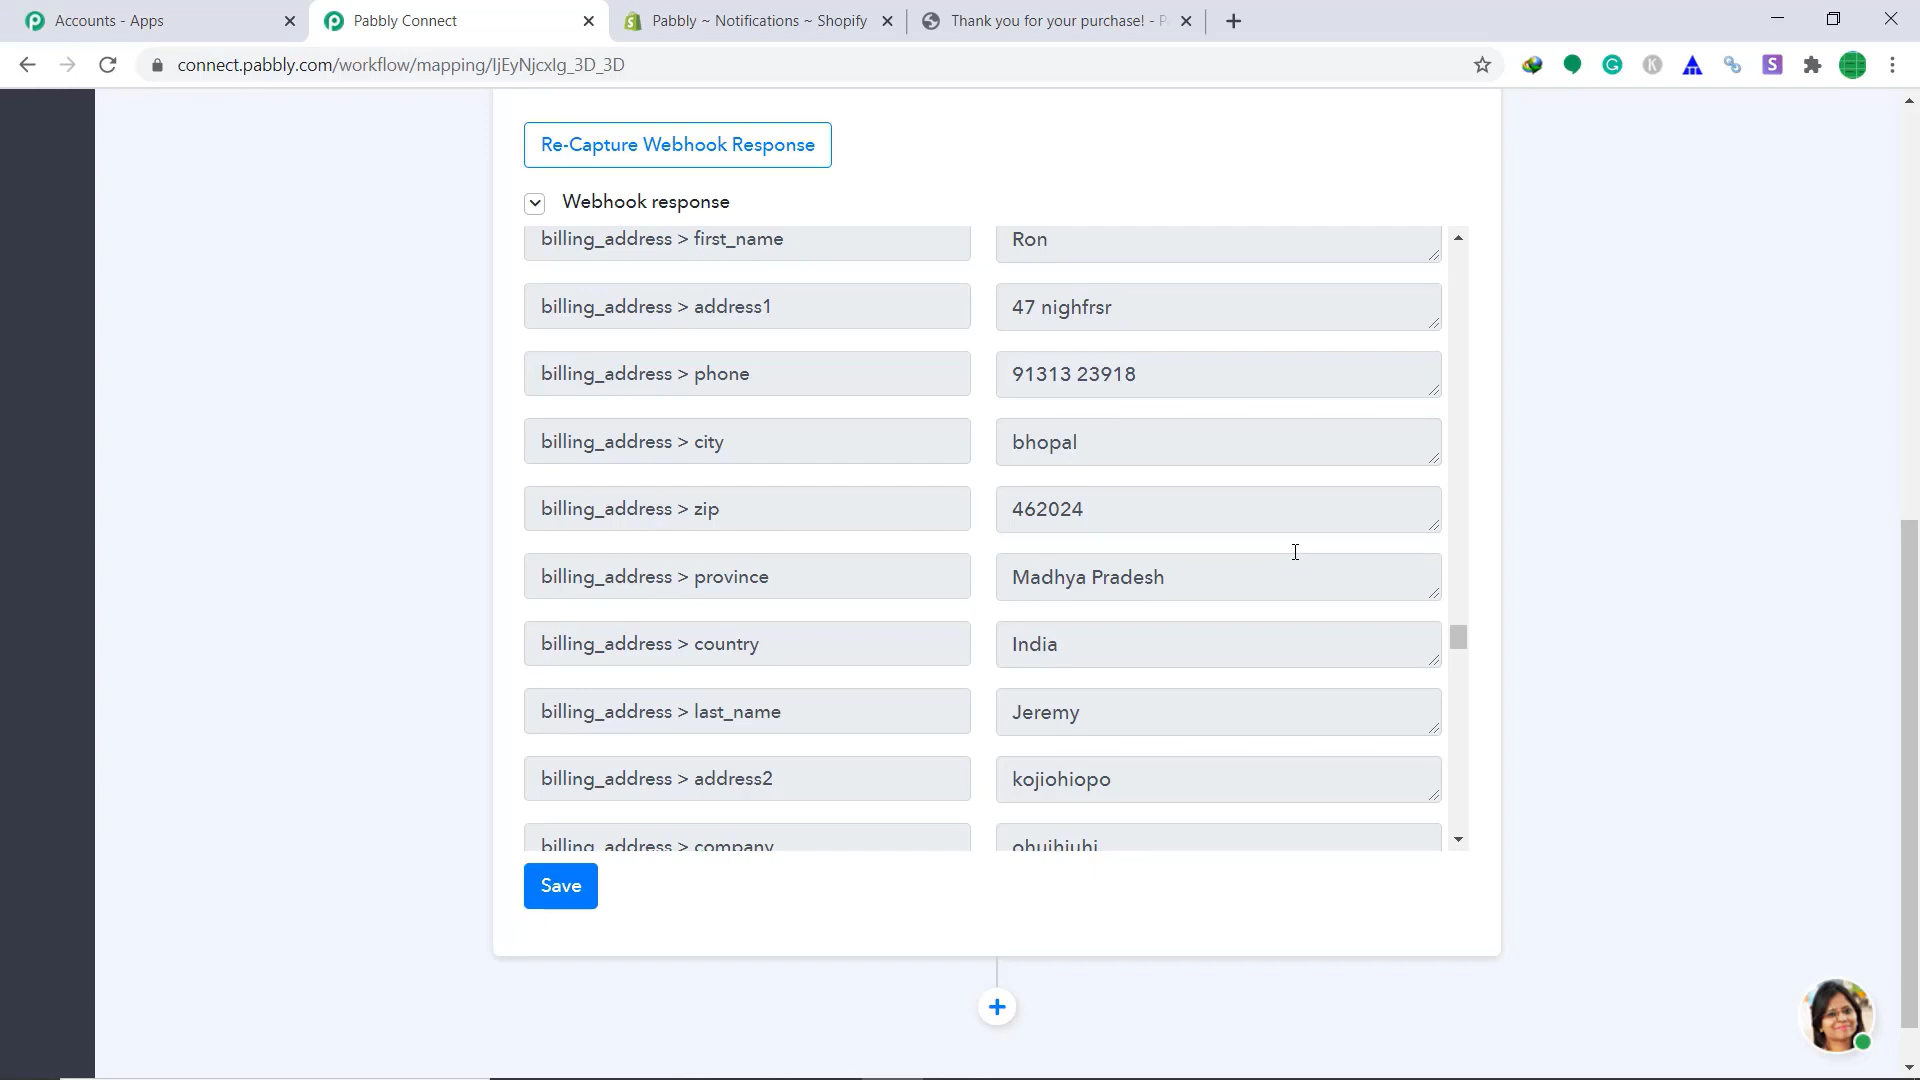 Accounts - Apps
Pabbly Connect
Pabbly ~ Notifications ~ Shopify
Thank you for your purchase! - P
connect.pabbly.com/workflow/mapping/IjEyNjcxIg_3D_3D
Re-Capture Webhook Response
Webhook response
billing_address > first_name
Ron
billing_address > address1
47 nighfrsr
billing_address > phone
91313 23918
billing_address > city
bhopal
billing_address > zip
462024
billing_address > province
Madhya Pradesh
billing_address > country
India
billing_address > last_name
Jeremy
billing_address > address2
kojiohiopo
billing_address > company
Save